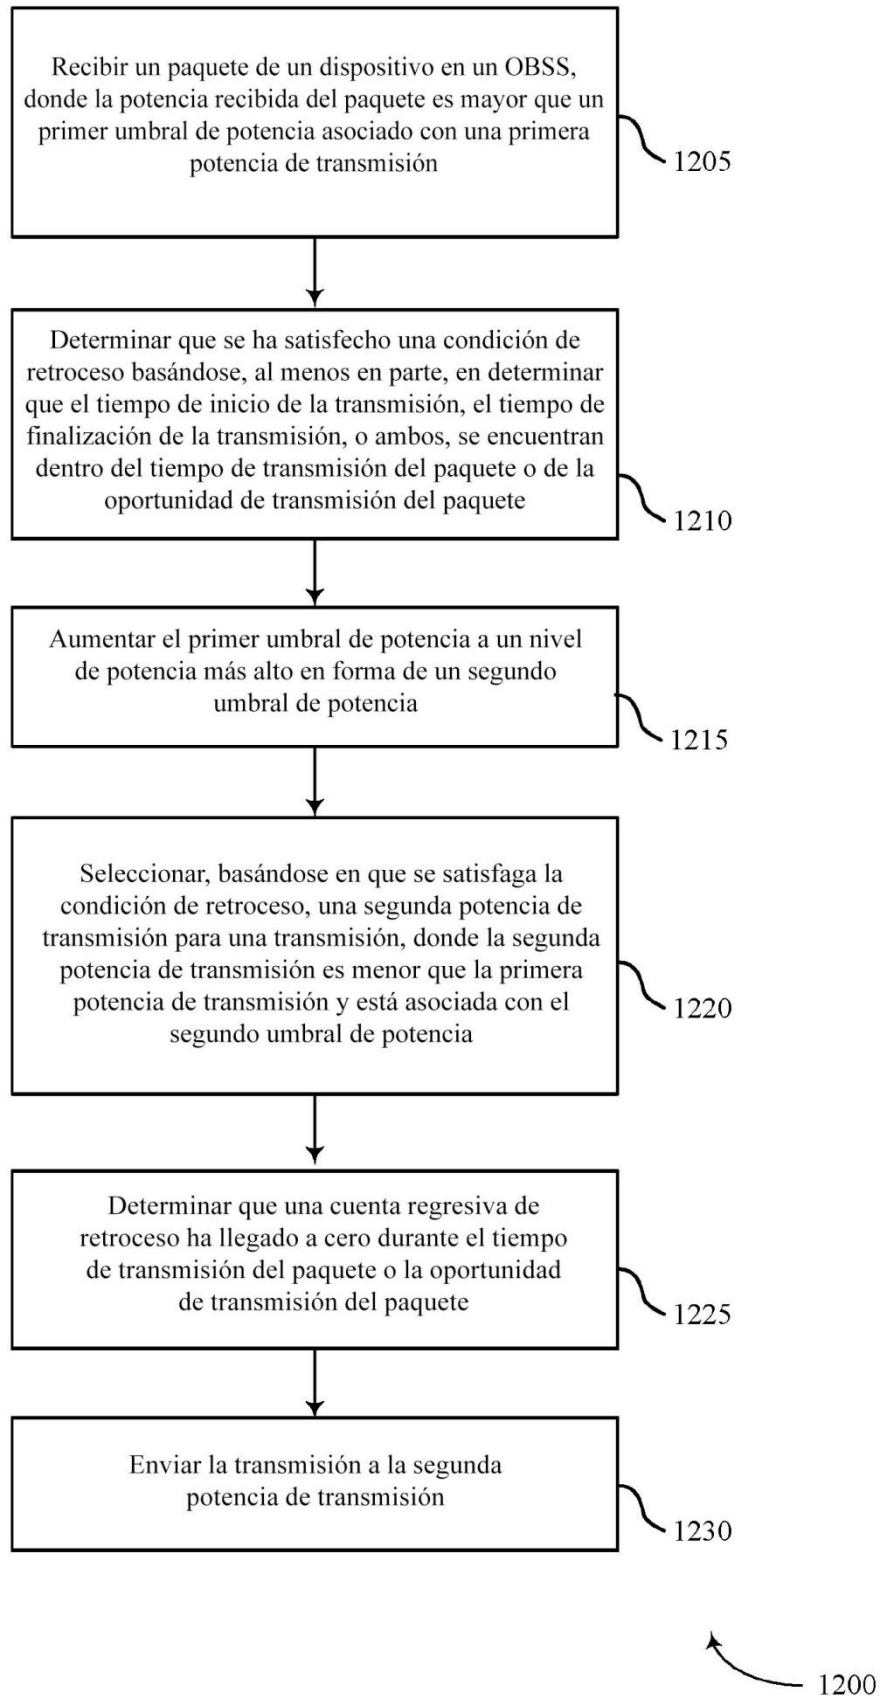 Recibir un paquete de un dispositivo en un OBSS,
donde la potencia recibida del paquete es mayor que un
primer umbral de potencia asociado con una primera
potencia de transmisión
1205
Determinar que se ha satisfecho una condición de
retroceso basándose, al menos en parte, en determinar
que el tiempo de inicio de la transmisión, el tiempo de
finalización de la transmisión, o ambos, se encuentran
dentro del tiempo de transmisión del paquete o de la
oportunidad de transmisión del paquete
1210
Aumentar el primer umbral de potencia a un nivel
de potencia más alto en forma de un segundo
umbral de potencia
1215
Seleccionar, basándose en que se satisfaga la
condición de retroceso, una segunda potencia de
transmisión para una transmisión, donde la segunda
potencia de transmisión es menor que la primera
potencia de transmisión y está asociada con el
segundo umbral de potencia
1220
Determinar que una cuenta regresiva de
retroceso ha llegado a cero durante el tiempo
de transmisión del paquete o la oportunidad
de transmisión del paquete
1225
Enviar la transmisión a la segunda
potencia de transmisión
1230
1200